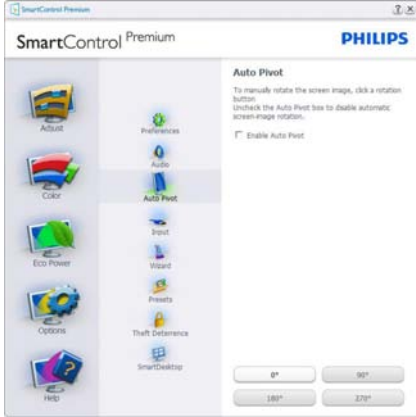 SmartControl Premium
SmartControl Premium
PHILIPS
Adjust
Color
Eco Power
Options
Help
Preferences
Audio
Auto Pivot
Input
Wizard
Presets
Theft Deterrence
SmartDesktop
Auto Pivot
To manually rotate the screen image, click a rotation
button.
Uncheck the Auto Pivot box to disable automatic
screen-image rotation.
Enable Auto Pivot
0°
90°
180°
270°